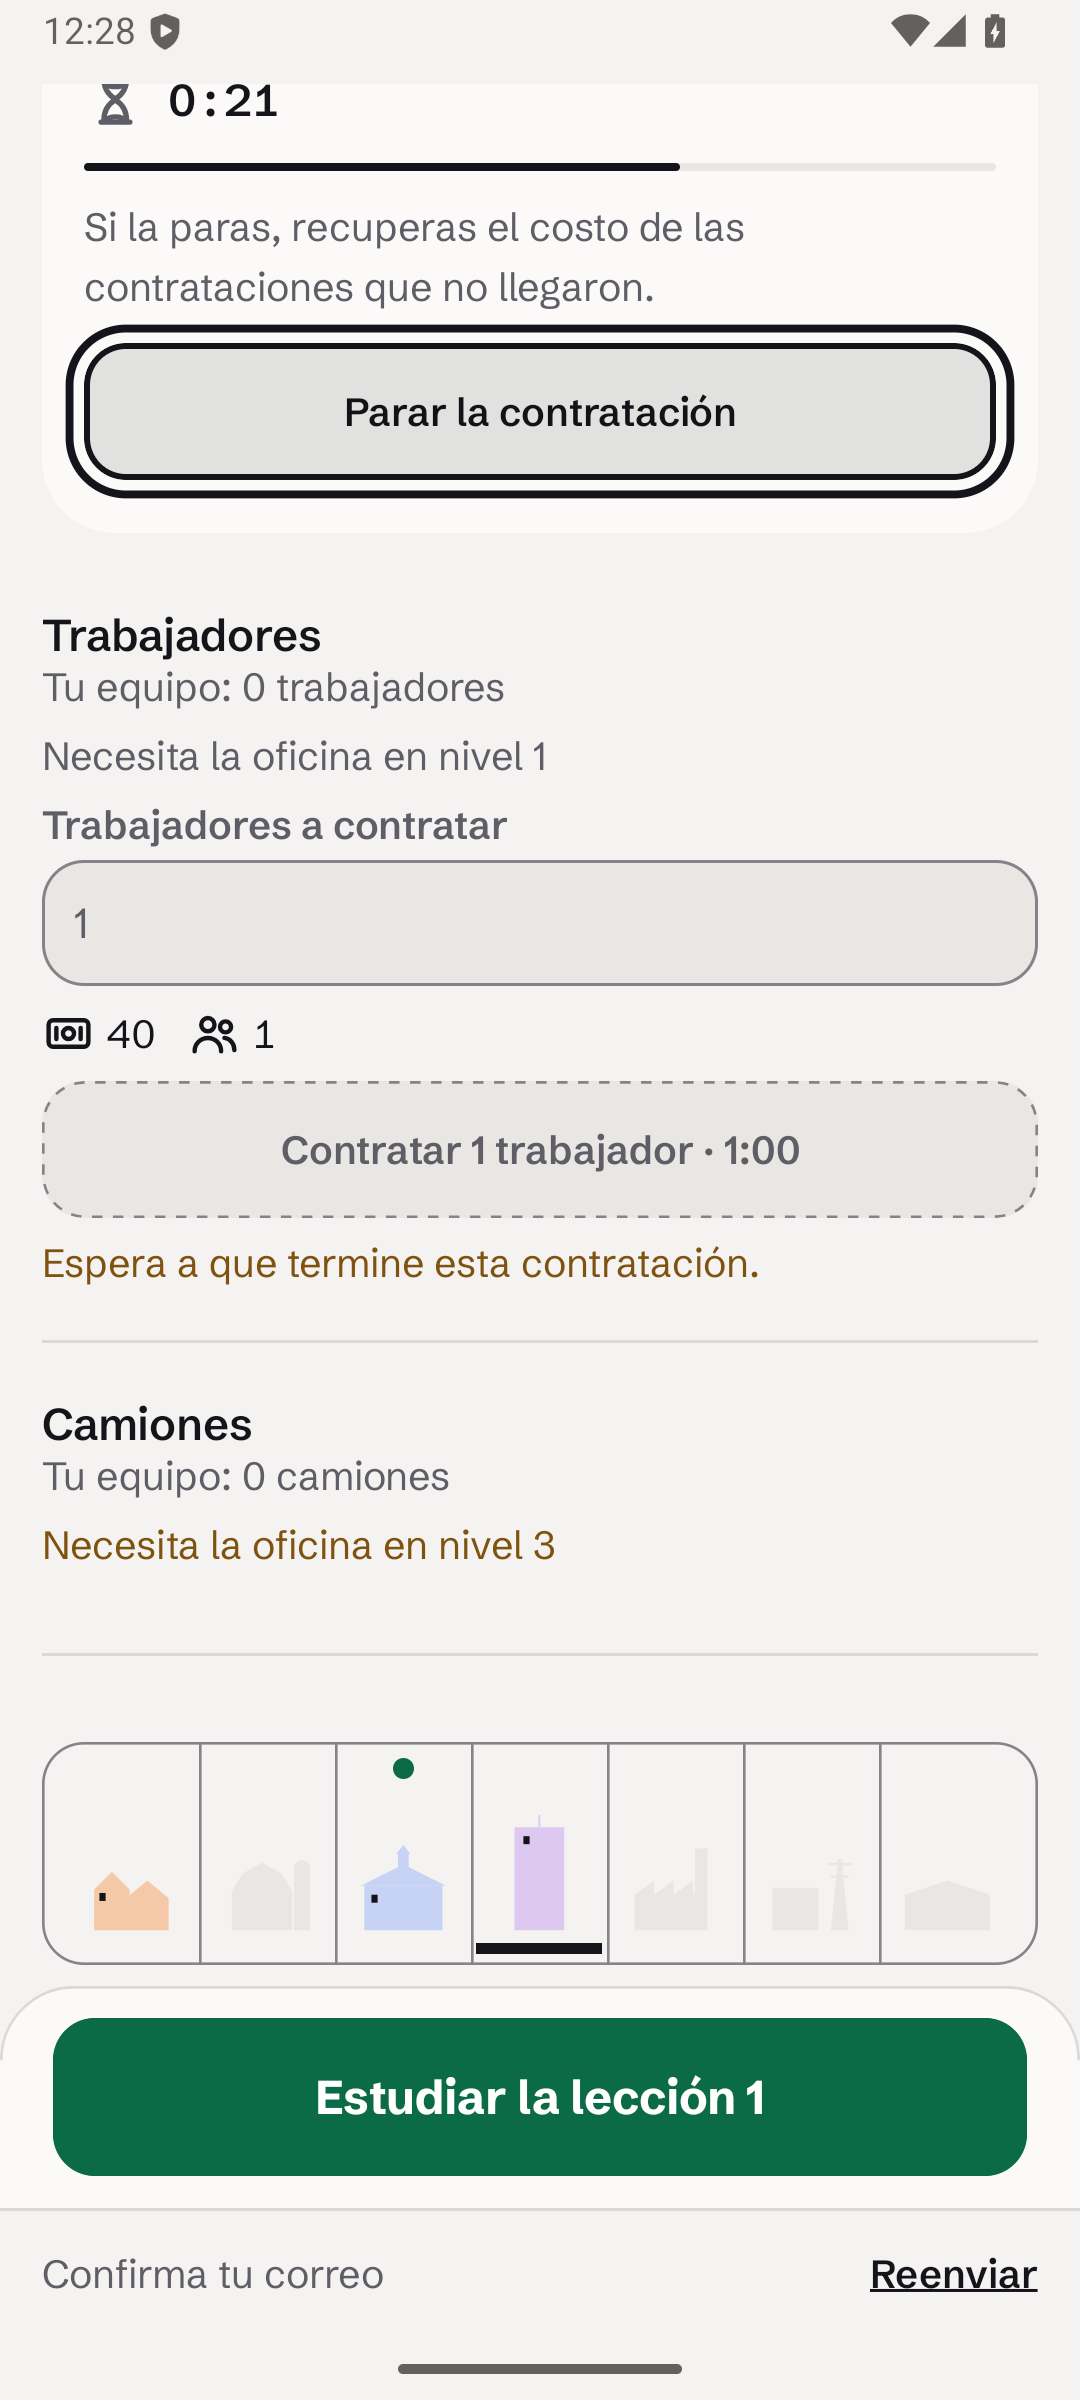 12:28
0:21
Si la paras, recuperas el costo de las
contrataciones que no llegaron.
Parar la contratación
Trabajadores
Tu equipo: 0 trabajadores
Necesita la oficina en nivel 1
Trabajadores a contratar
1
40 1
Contratar 1 trabajador · 1:00
Espera a que termine esta contratación.
Camiones
Tu equipo: 0 camiones
Necesita la oficina en nivel 3
Estudiar la lección 1
Confirma tu correo Reenviar